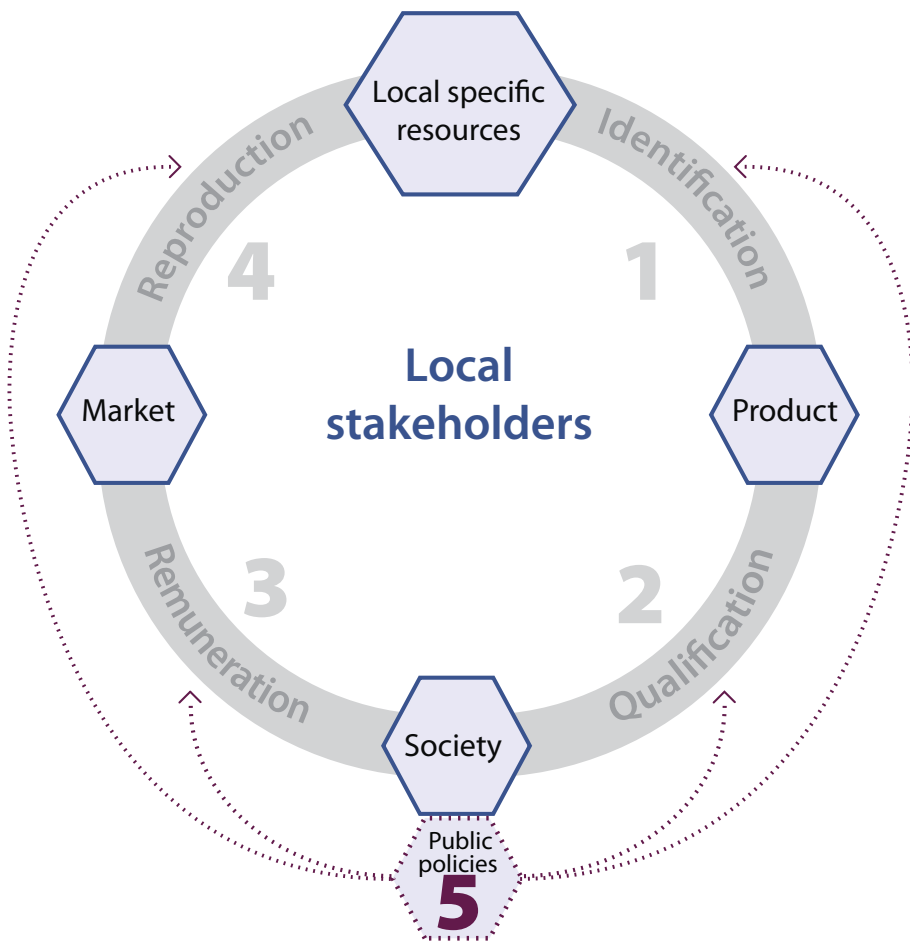 Local specific
resources
Identification
1
Product
2
Qualification
Society
3
Remuneration
Market
4
Reproduction
Local
stakeholders
Public
policies
5